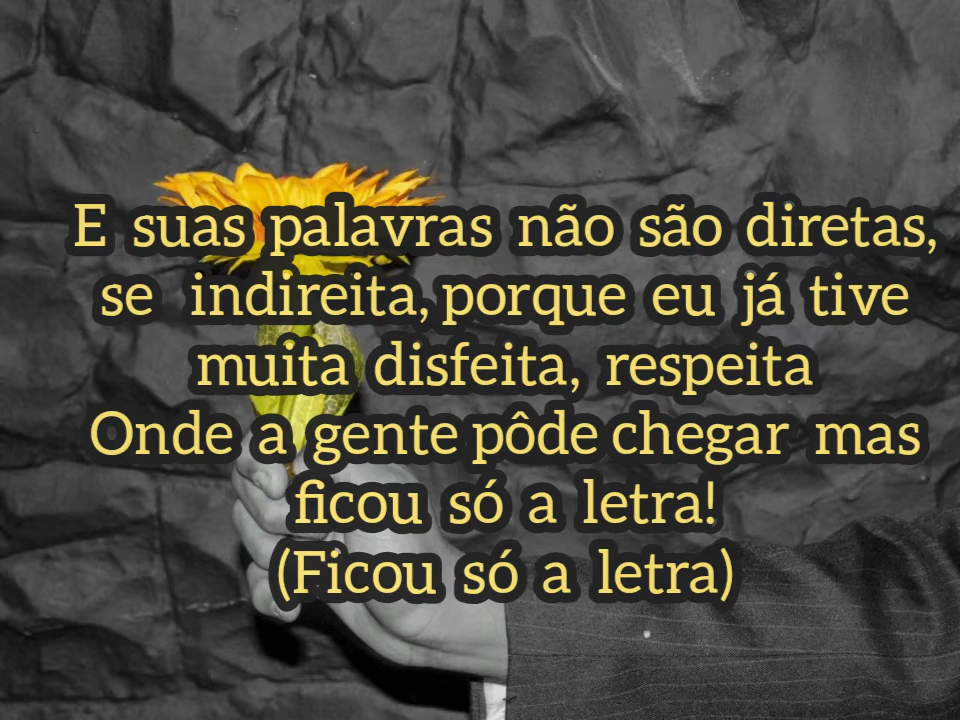 E suas palavras não são diretas,
se indireita, porque eu já tive
muita disfeita, respeita
Onde a gente pôde chegar mas
ficou só a letra!
(Ficou só a letra)